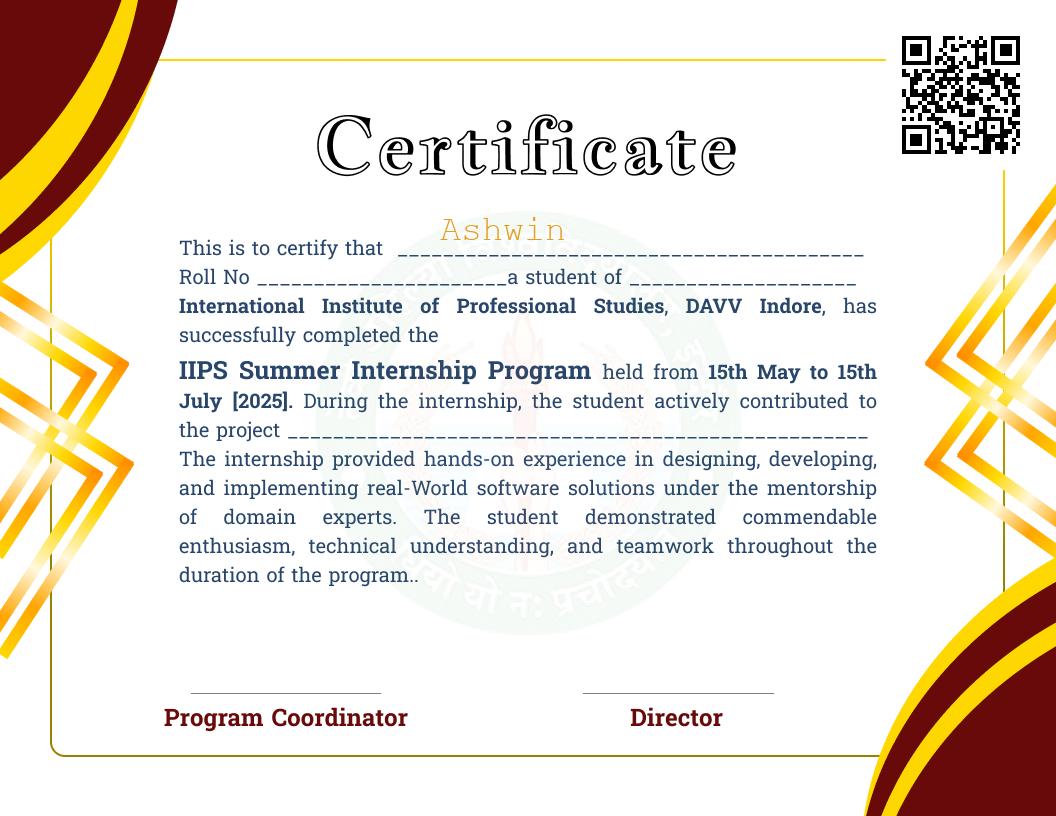 Certificate
Ashwin
This is to certify that _________________________________________
Roll No ______________________a student of ____________________
International Institute of Professional Studies, DAVV Indore, has
successfully completed the
IIPS Summer Internship Program held from 15th May to 15th
July [2025]. During the internship, the student actively contributed to
the project ___________________________________________________
The internship provided hands-on experience in designing, developing,
and implementing real-World software solutions under the mentorship
of domain experts. The student demonstrated commendable
enthusiasm, technical understanding, and teamwork throughout the
duration of the program..
यो नः
Program Coordinator
Director